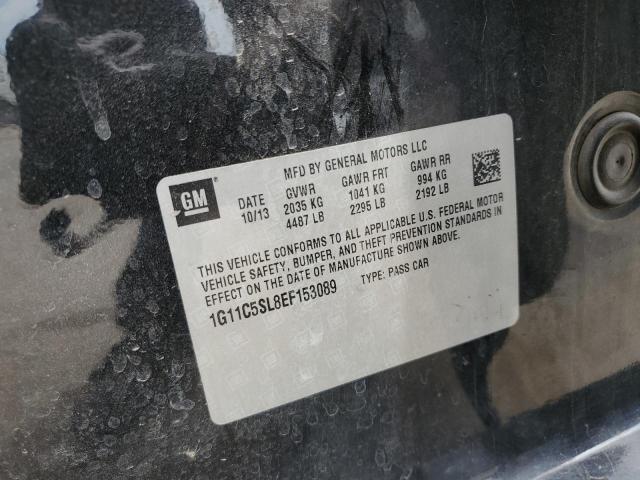 MFD BY GENERAL MOTORS LLC
GM
DATE GVWR GAWR FRT GAWR RR
10/13 2035 KG 1041 KG 994 KG
4487 LB 2295 LB 2192 LB
THIS VEHICLE CONFORMS TO ALL APPLICABLE U.S. FEDERAL MOTOR
VEHICLE SAFETY, BUMPER, AND THEFT PREVENTION STANDARDS IN
EFFECT ON THE DATE OF MANUFACTURE SHOWN ABOVE.
1G11C5SL8EF153089 TYPE: PASS CAR